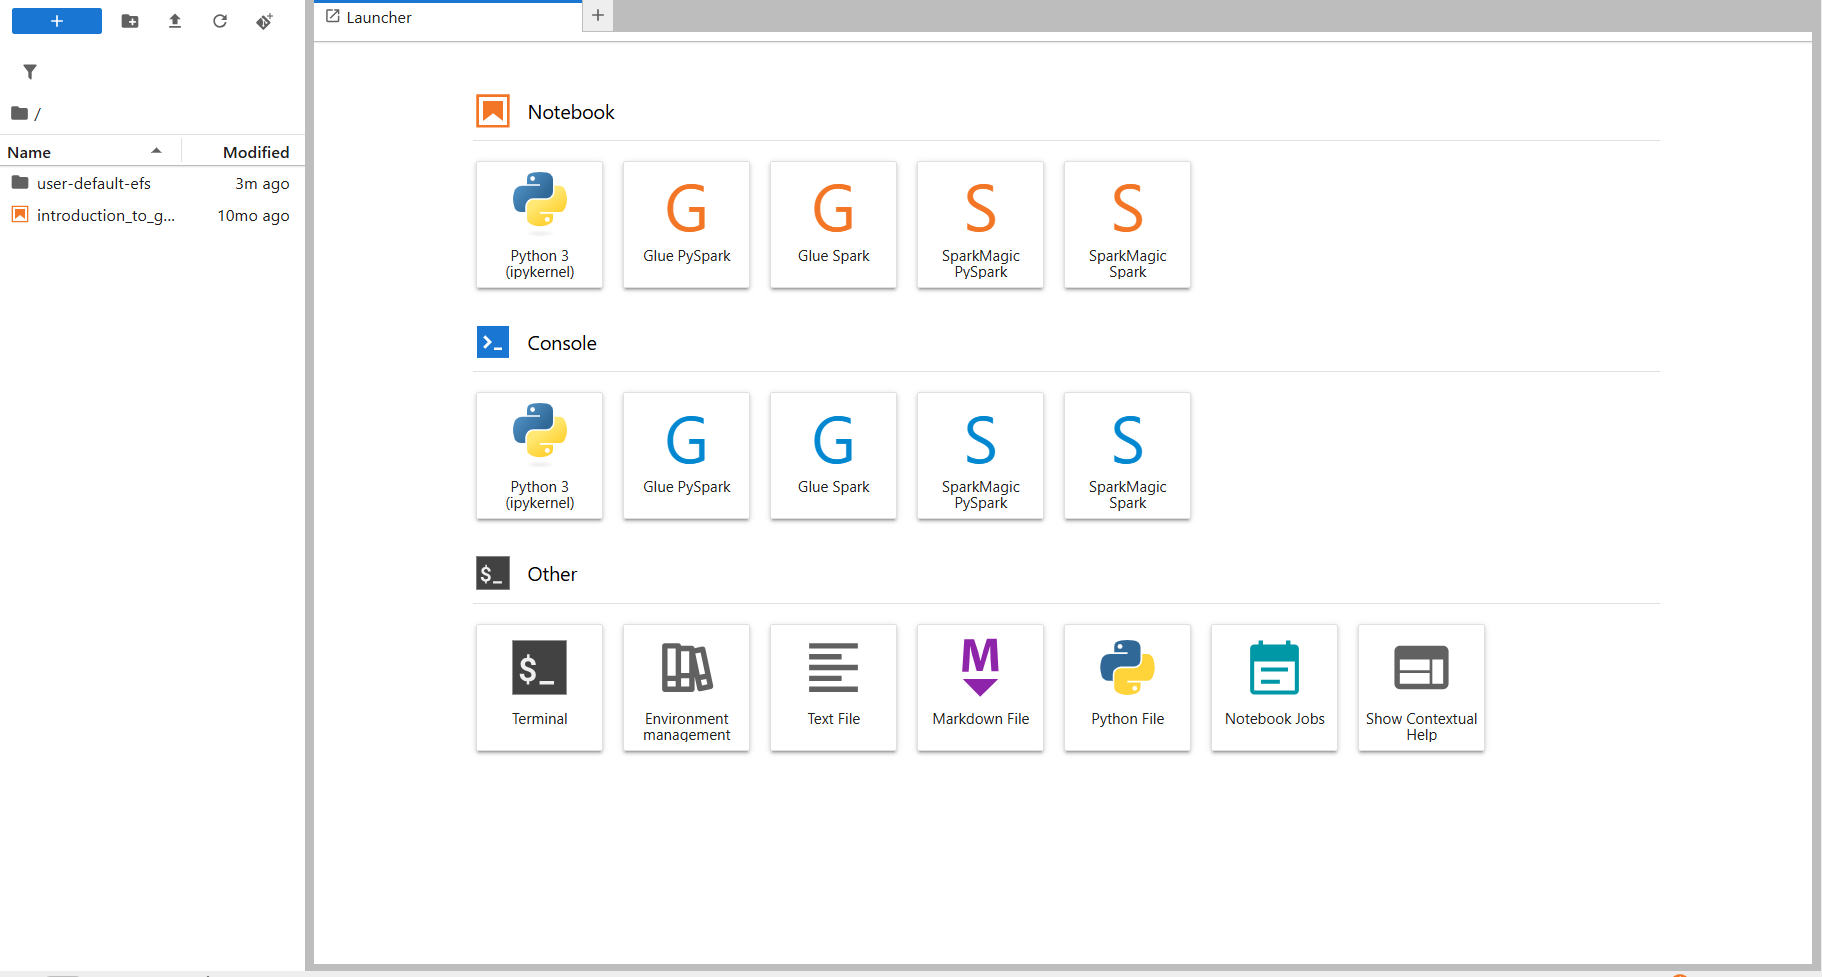 Launcher
/
Name Modified
user-default-efs 3m ago
introduction_to_g... 10mo ago
Notebook
Python 3
(ipykernel)
Glue PySpark
Glue Spark
SparkMagic
PySpark
SparkMagic
Spark
Console
Python 3
(ipykernel)
Glue PySpark
Glue Spark
SparkMagic
PySpark
SparkMagic
Spark
Other
Terminal
Environment
management
Text File
Markdown File
Python File
Notebook Jobs
Show Contextual
Help